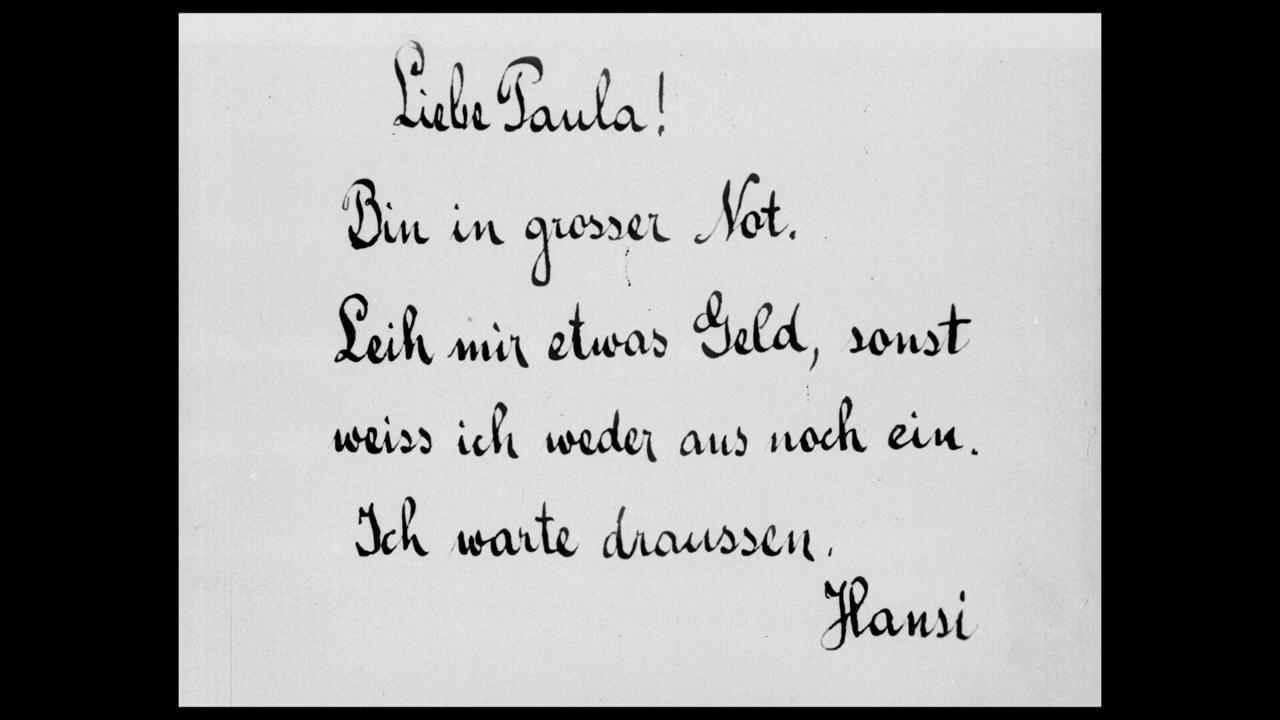 Liebe Paula!
Bin in grosser Not.
Leih mir etwas Geld, sonst
weiss ich weder aus noch ein.
Ich warte draussen.
Hansi